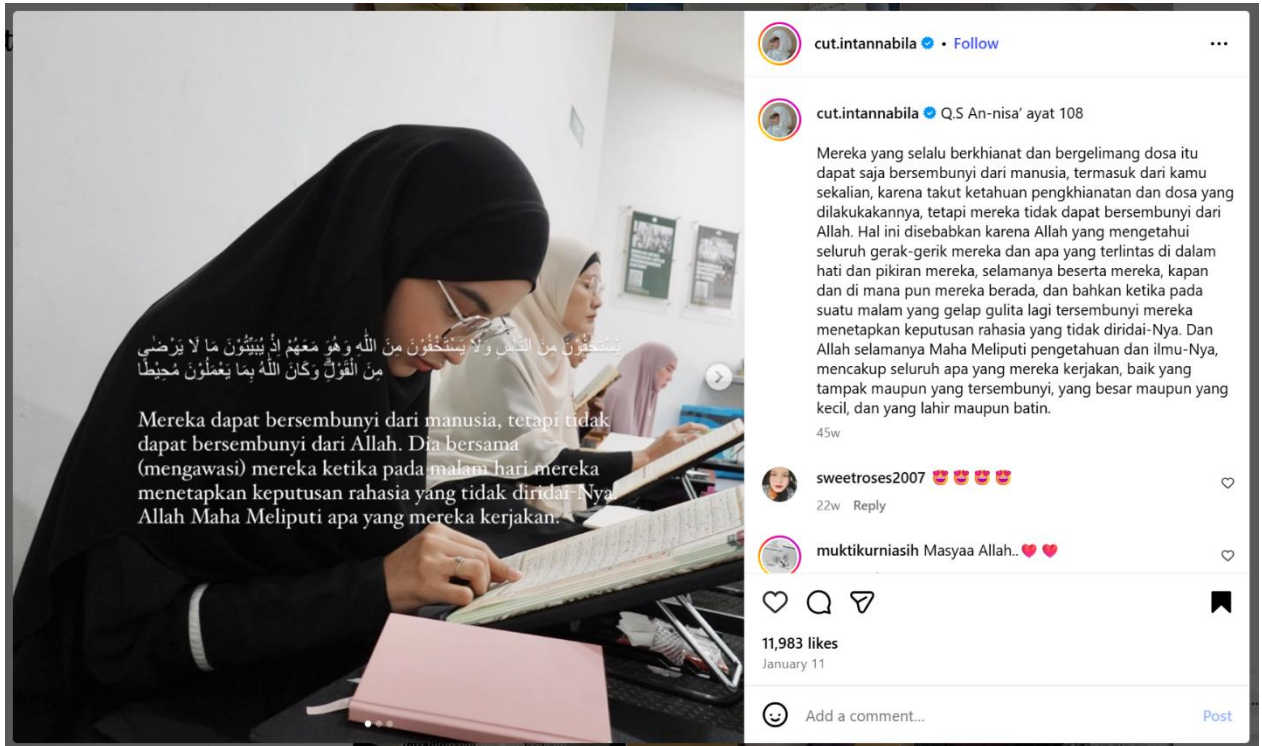 يَسْتَخْفُوْنَ مِنَ النَّاسِ وَلَا يَسْتَخْفُوْنَ مِنَ اللّٰهِ وَهُوَ مَعَهُمْ اِذْ يُبَيِّتُوْنَ مَا لَا يَرْضٰى
مِنَ الْقَوْلِۗ وَكَانَ اللّٰهُ بِمَا يَعْمَلُوْنَ مُحِيْطًا
Mereka dapat bersembunyi dari manusia, tetapi tidak
dapat bersembunyi dari Allah. Dia bersama
(mengawasi) mereka ketika pada malam hari mereka
menetapkan keputusan rahasia yang tidak diridai-Nya.
Allah Maha Meliputi apa yang mereka kerjakan.
cut.intannabila • Follow
cut.intannabila Q.S An-nisa’ ayat 108
Mereka yang selalu berkhianat dan bergelimang dosa itu
dapat saja bersembunyi dari manusia, termasuk dari kamu
sekalian, karena takut ketahuan pengkhianatan dan dosa yang
dilakukakannya, tetapi mereka tidak dapat bersembunyi dari
Allah. Hal ini disebabkan karena Allah yang mengetahui
seluruh gerak-gerik mereka dan apa yang terlintas di dalam
hati dan pikiran mereka, selamanya beserta mereka, kapan
dan di mana pun mereka berada, dan bahkan ketika pada
suatu malam yang gelap gulita lagi tersembunyi mereka
menetapkan keputusan rahasia yang tidak diridai-Nya. Dan
Allah selamanya Maha Meliputi pengetahuan dan ilmu-Nya,
mencakup seluruh apa yang mereka kerjakan, baik yang
tampak maupun yang tersembunyi, yang besar maupun yang
kecil, dan yang lahir maupun batin.
45w
sweetroses2007 😍 😍 😍 😍
22w Reply
muktikurniasih Masyaa Allah..❤️ ❤️
11,983 likes
January 11
Add a comment... Post